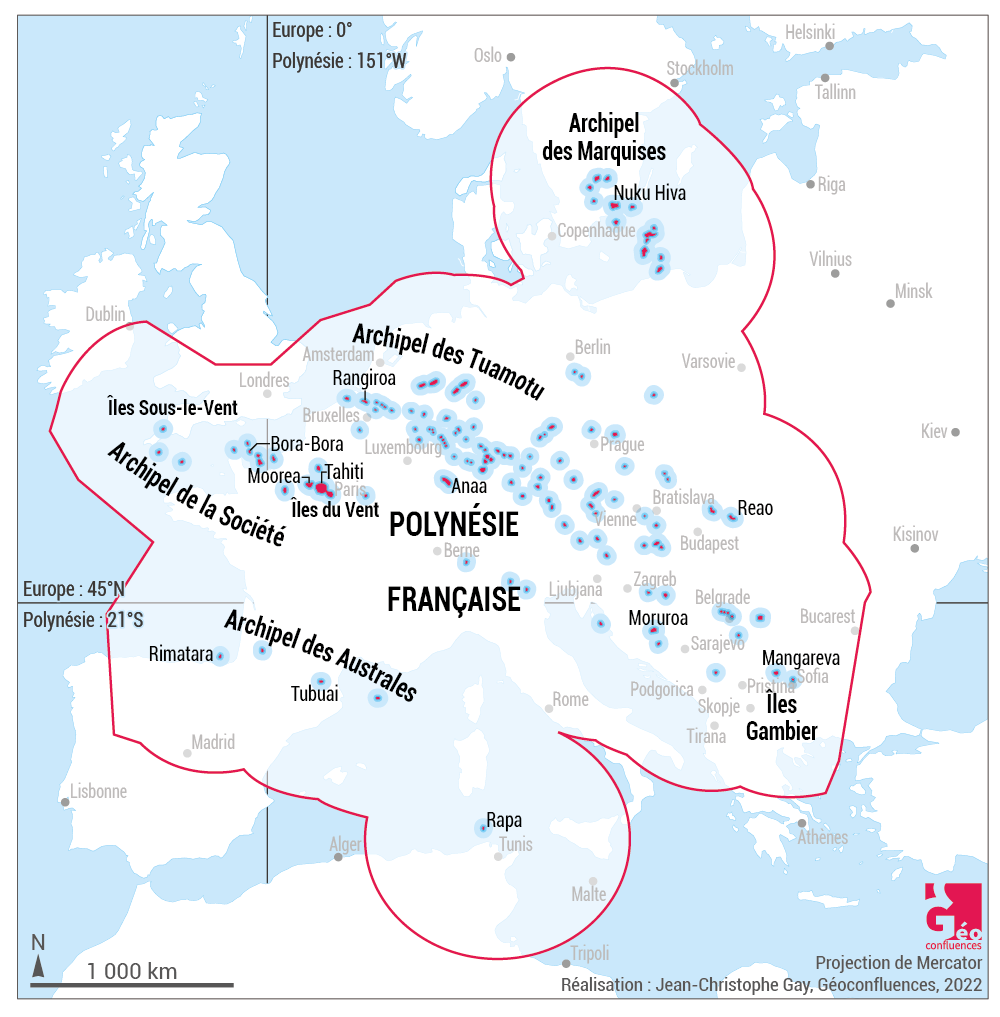 Europe : 0°
Polynésie : 151°W
Helsinki
Oslo
Stockholm
Tallinn
Archipel
des Marquises
Riga
Nuku Hiva
Copenhague
Vilnius
Minsk
Dublin
Archipel des Tuamotu
Amsterdam
Berlin
Varsovie
Londres
Rangiroa
Îles Sous-le-Vent
Bruxelles
Kiev
Bora-Bora
Luxembourg
Prague
Archipel de la Société
Moorea
Tahiti
Paris
Anaa
Îles du Vent
Bratislava
Reao
POLYNÉSIE
Vienne
Budapest
Kisinov
Berne
Europe : 45°N
Polynésie : 21°S
FRANÇAISE
Ljubjana
Zagreb
Belgrade
Moruroa
Bucarest
Archipel des Australes
Rimatara
Sarajevo
Mangareva
Sofia
Tubuai
Podgorica
Pristina
Rome
Skopje
Îles
Gambier
Tirana
Madrid
Lisbonne
Rapa
Alger
Tunis
Athènes
Malte
Géo
confluences
N
1 000 km
Tripoli
Projection de Mercator
Réalisation : Jean-Christophe Gay, Géoconfluences, 2022